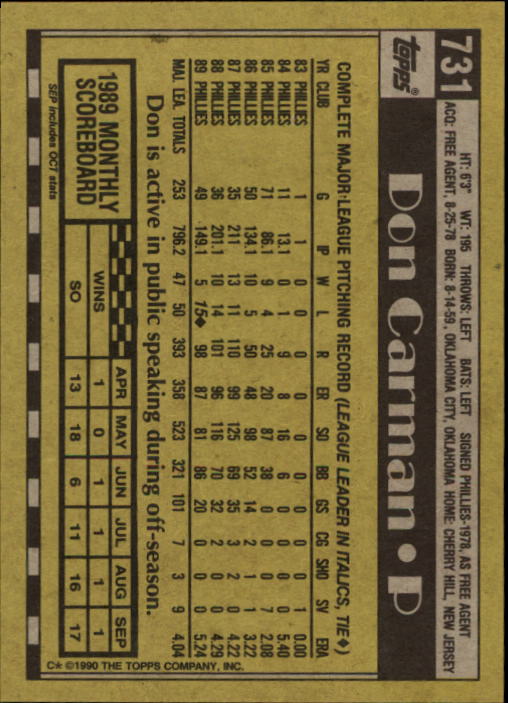 731
HT: 6'3" WT: 195 THROWS: LEFT BATS: LEFT SIGNED PHILLIES-1978, AS FREE AGENT
ACQ: FREE AGENT, 8-25-78 BORN: 8-14-59, OKLAHOMA CITY, OKLAHOMA HOME: CHERRY HILL, NEW JERSEY
topps®
Don Carman • P
COMPLETE MAJOR LEAGUE PITCHING RECORD (LEAGUE LEADER IN ITALICS, TIE♦)
YR CLUB G IP W L R ER SO BB GS CG SHO SV ERA
83 PHILLIES 1 1 0 0 0 0 0 0 0 0 0 1 0.00
84 PHILLIES 11 13.1 0 1 9 8 16 6 0 0 0 0 5.40
85 PHILLIES 71 86.1 9 4 25 20 87 38 0 0 0 7 2.08
86 PHILLIES 50 134.1 10 5 50 48 98 52 14 2 1 1 3.22
87 PHILLIES 35 211 13 11 110 99 125 69 35 3 2 0 4.22
88 PHILLIES 36 201.1 10 14 101 96 116 70 32 2 0 0 4.29
89 PHILLIES 49 149.1 5 15♦ 98 87 81 86 20 0 0 0 5.24
MAJ. LEA. TOTALS 253 796.2 47 50 393 358 523 321 101 7 3 9 4.04
Don is active in public speaking during off-season.
1989 MONTHLY
SCOREBOARD
APR MAY JUN JUL AUG SEP
WINS 1 0 1 1 1 1
SO 13 18 6 11 16 17
SEP includes OCT stats
C* ©1990 THE TOPPS COMPANY, INC.